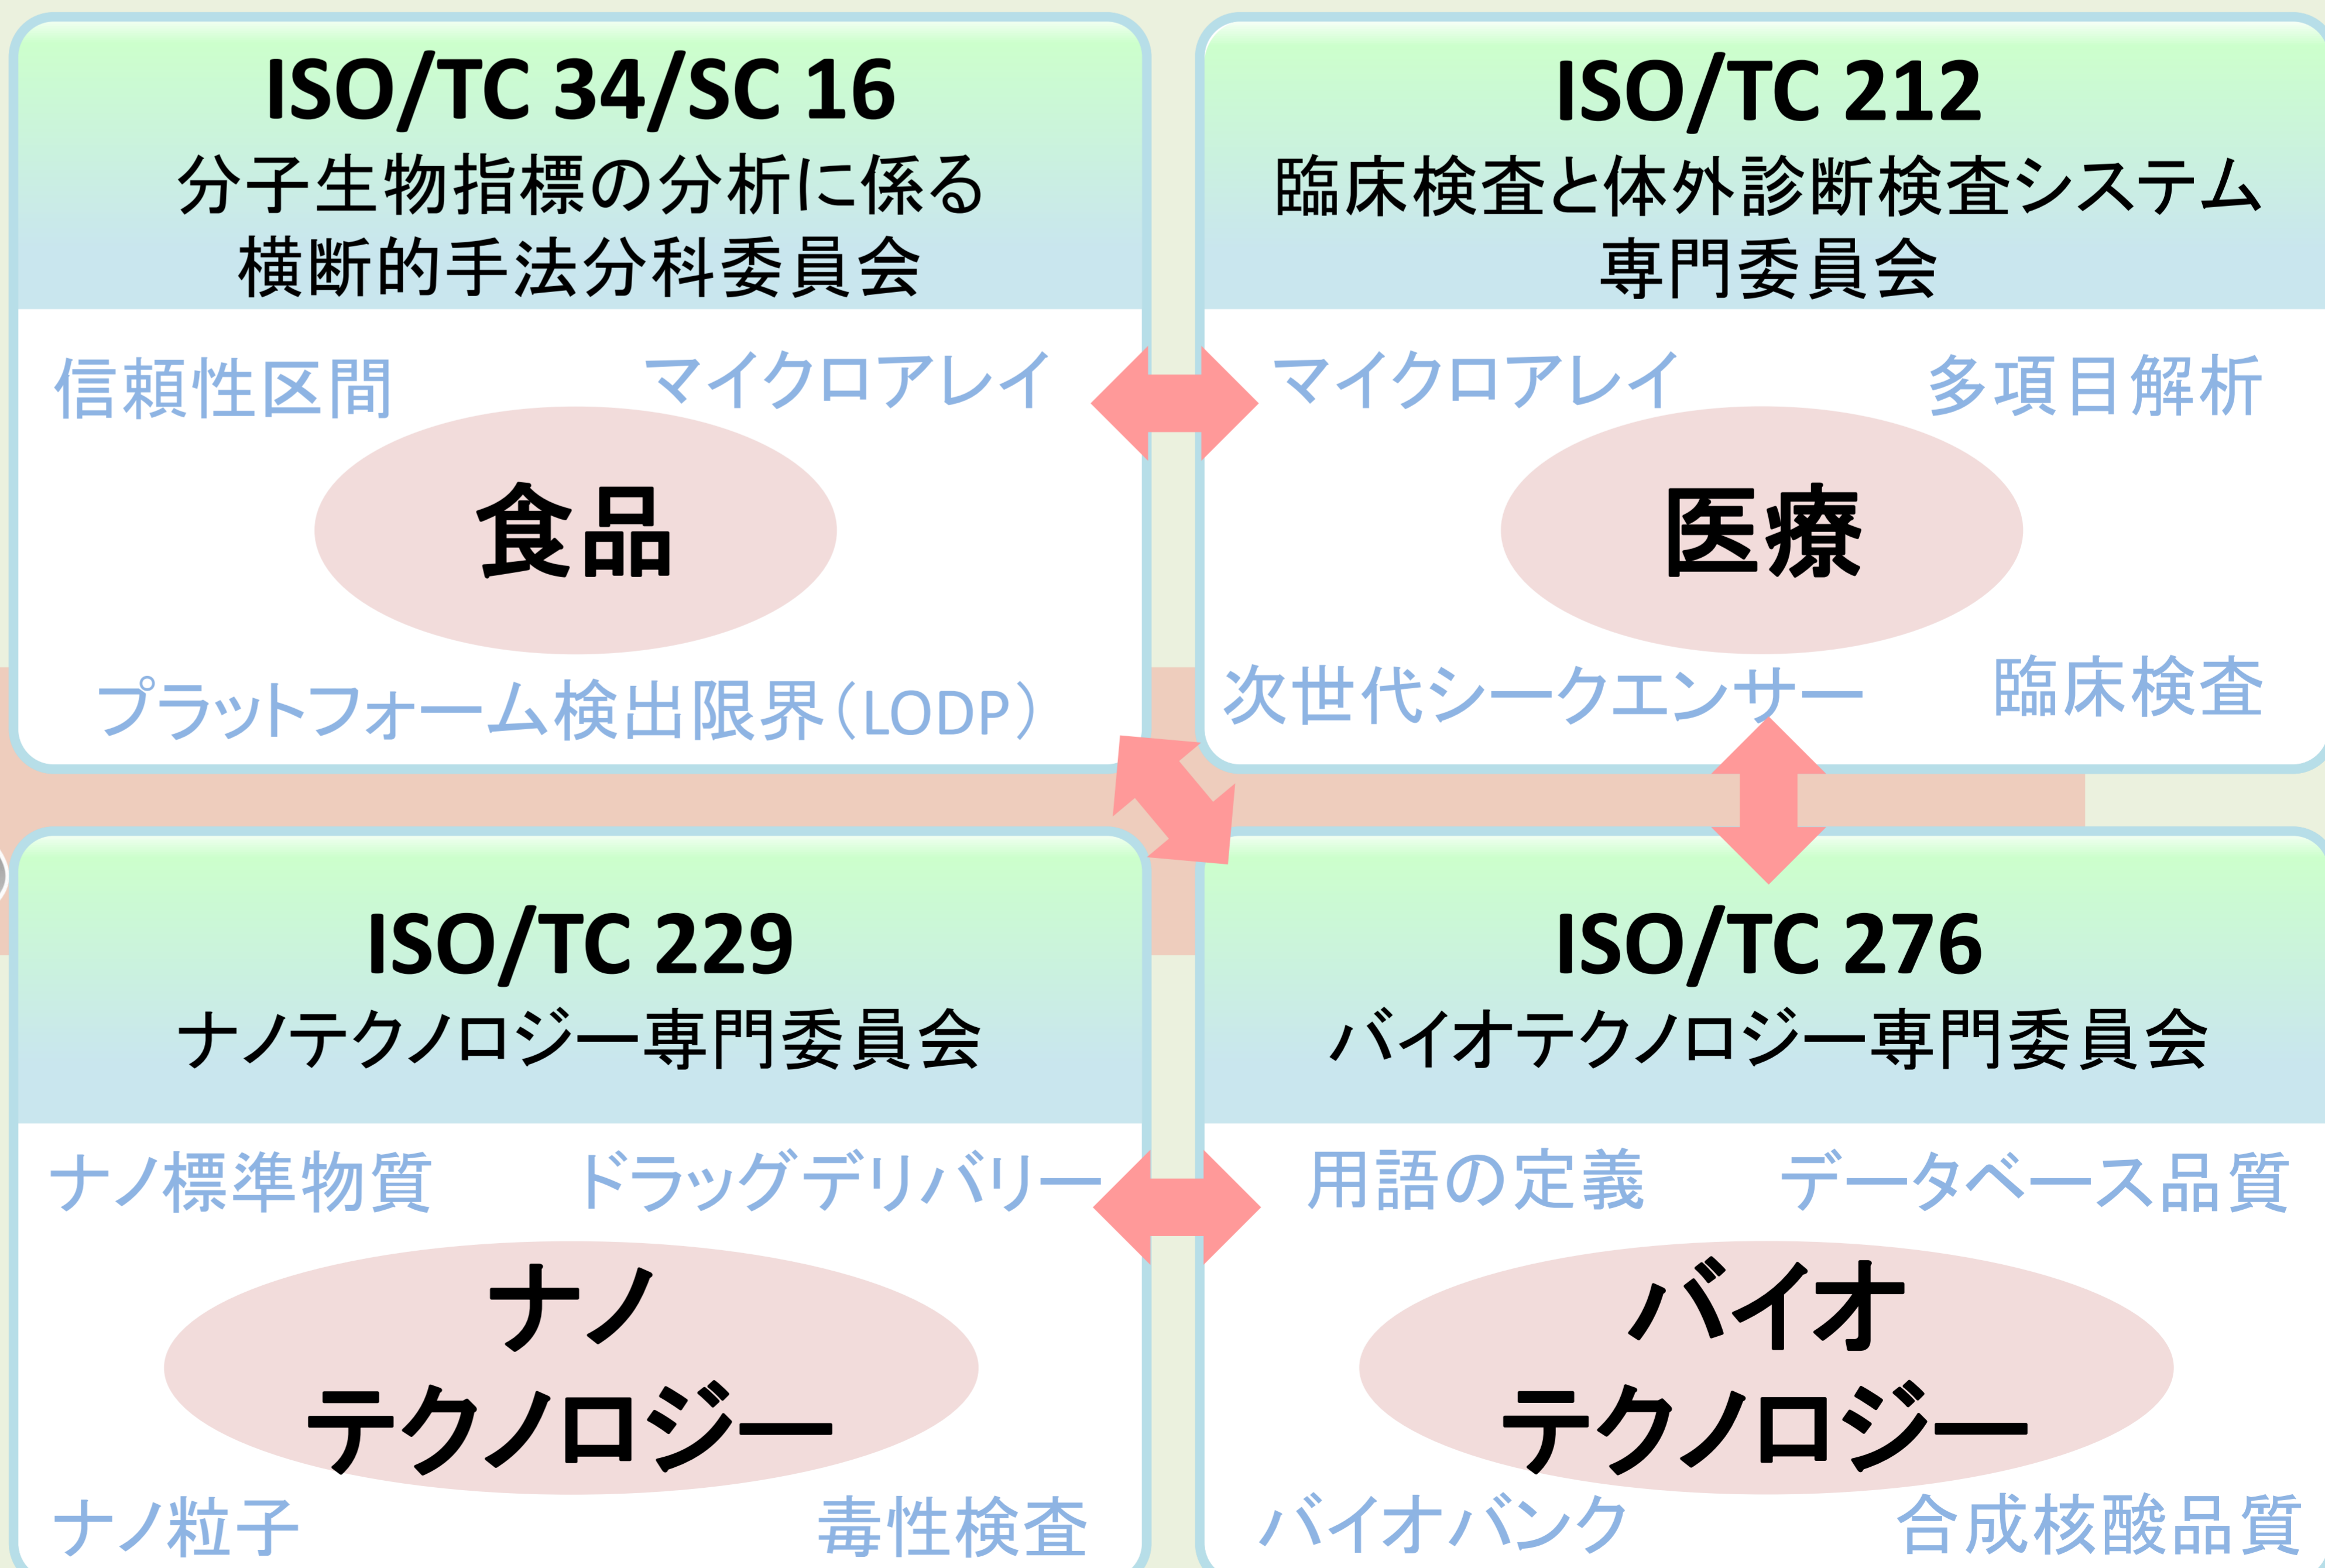 ISO/TC 34/SC 16
分子生物指標の分析に係る
横断的手法分科委員会
信頼性区間
マイクロアレイ
食品
プラットフォーム検出限界（LODP）
ISO/TC 212
臨床検査と体外診断検査システム
専門委員会
マイクロアレイ
多項目解析
医療
次世代シークエンサー
臨床検査
ISO/TC 229
ナノテクノロジー専門委員会
ナノ標準物質
ドラッグデリバリー
ナノ
テクノロジー
ナノ粒子
毒性検査
ISO/TC 276
バイオテクノロジー専門委員会
用語の定義
データベース品質
バイオ
テクノロジー
バイオバンク
合成核酸品質